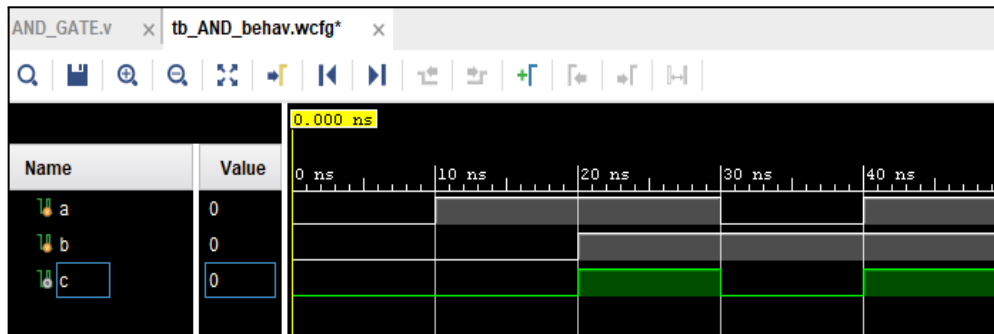 AND_GATE.v × tb_AND_behav.wcfg* ×
0.000 ns
Name Value 0 ns 10 ns 20 ns 30 ns 40 ns
a 0
b 0
c 0